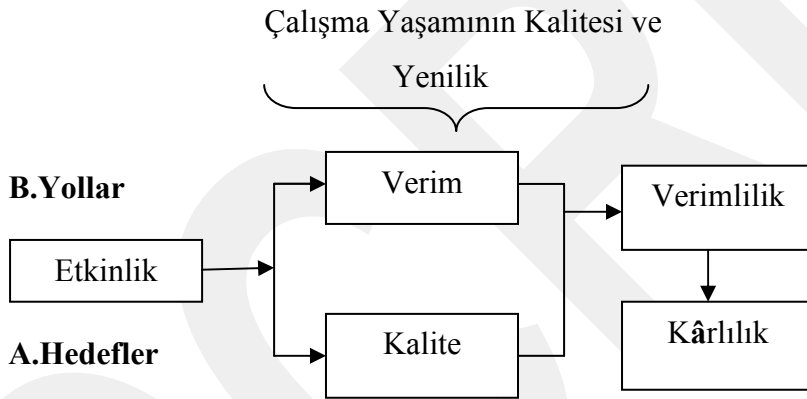 Çalışma Yaşamının Kalitesi ve
Yenilik
B.Yollar
Verim
Verimlilik
Etkinlik
A.Hedefler
Kalite
Kârlılık